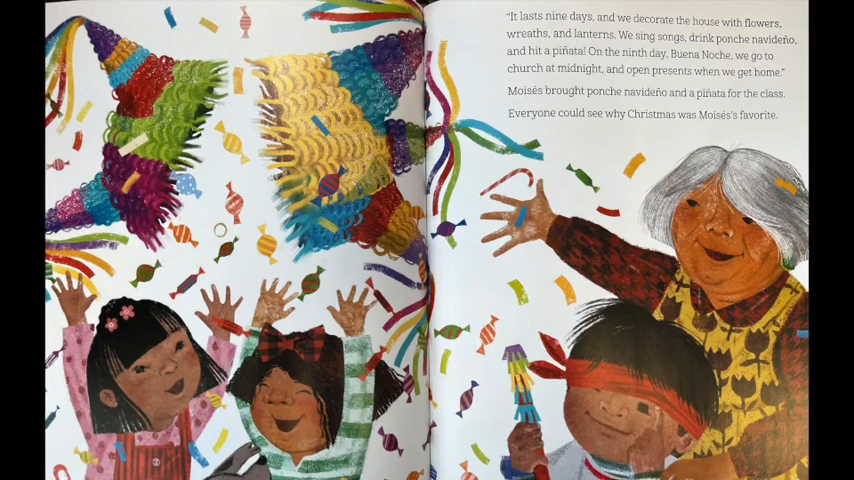 “It lasts nine days, and we decorate the house with flowers,
wreaths, and lanterns. We sing songs, drink ponche navideño,
and hit a piñata! On the ninth day, Buena Noche, we go to
church at midnight, and open presents when we get home.”
Moisés brought ponche navideño and a piñata for the class.
Everyone could see why Christmas was Moisés’s favorite.